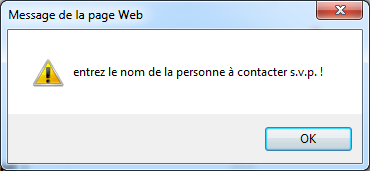 Message de la page Web
entrez le nom de la personne à contacter s.v.p. !
OK